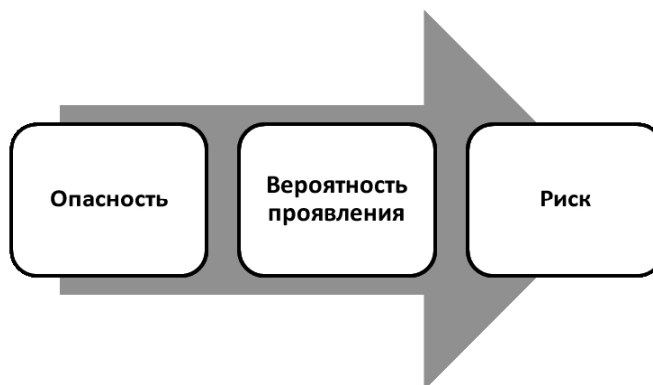 Опасность
Вероятность
проявления
Риск